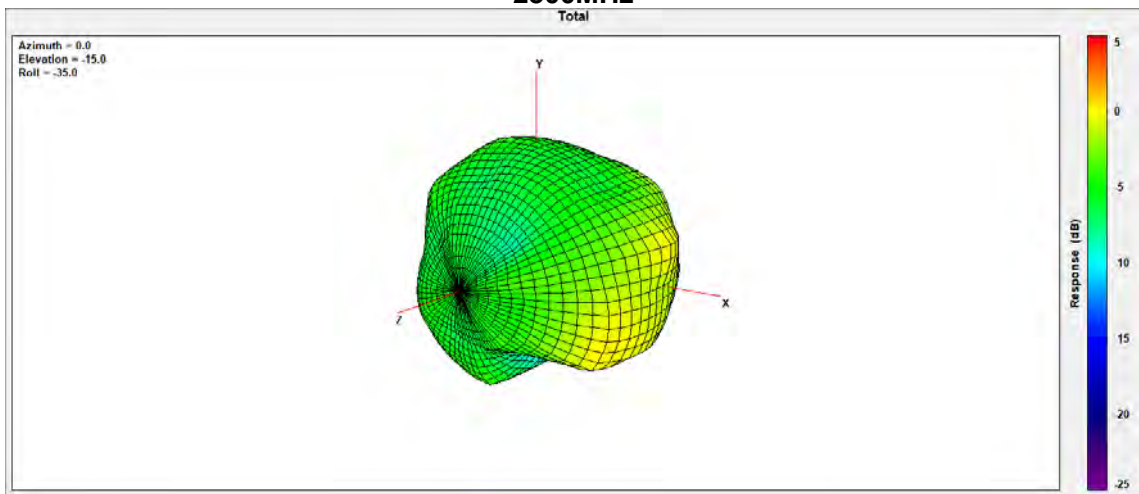 Total
Azimuth = 0.0
Elevation = -15.0
Roll = -35.0
Y
X
Z
5
0
5
10
15
-20
-25
Response (dB)